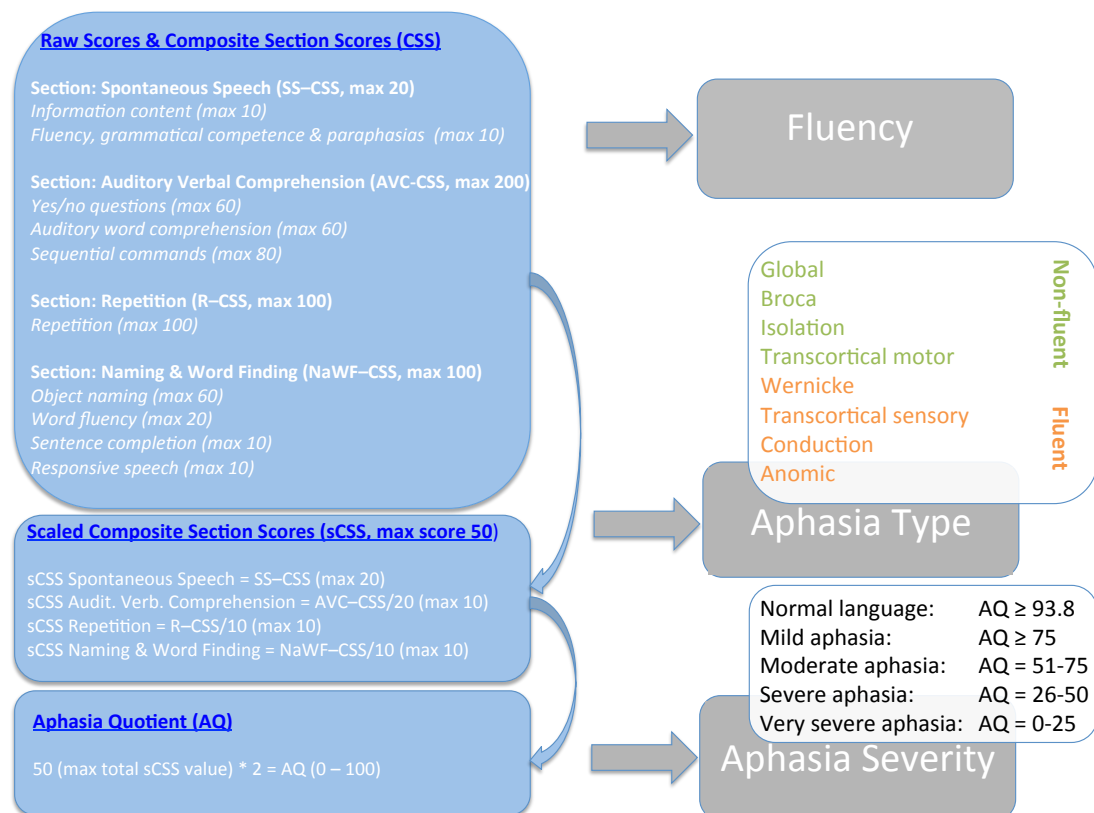 Raw Scores & Composite Section Scores (CSS)
Section: Spontaneous Speech (SS–CSS, max 20)
Information content (max 10)
Fluency, grammatical competence & paraphasias (max 10)
Section: Auditory Verbal Comprehension (AVC-CSS, max 200)
Yes/no questions (max 60)
Auditory word comprehension (max 60)
Sequential commands (max 80)
Section: Repetition (R–CSS, max 100)
Repetition (max 100)
Section: Naming & Word Finding (NaWF–CSS, max 100)
Object naming (max 60)
Word fluency (max 20)
Sentence completion (max 10)
Responsive speech (max 10)
Fluency
Global
Broca
Isolation
Transcortical motor
Wernicke
Transcortical sensory
Conduction
Anomic
Non-fluent
Fluent
Aphasia Type
Scaled Composite Section Scores (sCSS, max score 50)
sCSS Spontaneous Speech = SS–CSS (max 20)
sCSS Audit. Verb. Comprehension = AVC–CSS/20 (max 10)
sCSS Repetition = R–CSS/10 (max 10)
sCSS Naming & Word Finding = NaWF–CSS/10 (max 10)
Normal language: AQ ≥ 93.8
Mild aphasia: AQ ≥ 75
Moderate aphasia: AQ = 51-75
Severe aphasia: AQ = 26-50
Very severe aphasia: AQ = 0-25
Aphasia Severity
Aphasia Quotient (AQ)
50 (max total sCSS value) * 2 = AQ (0 – 100)